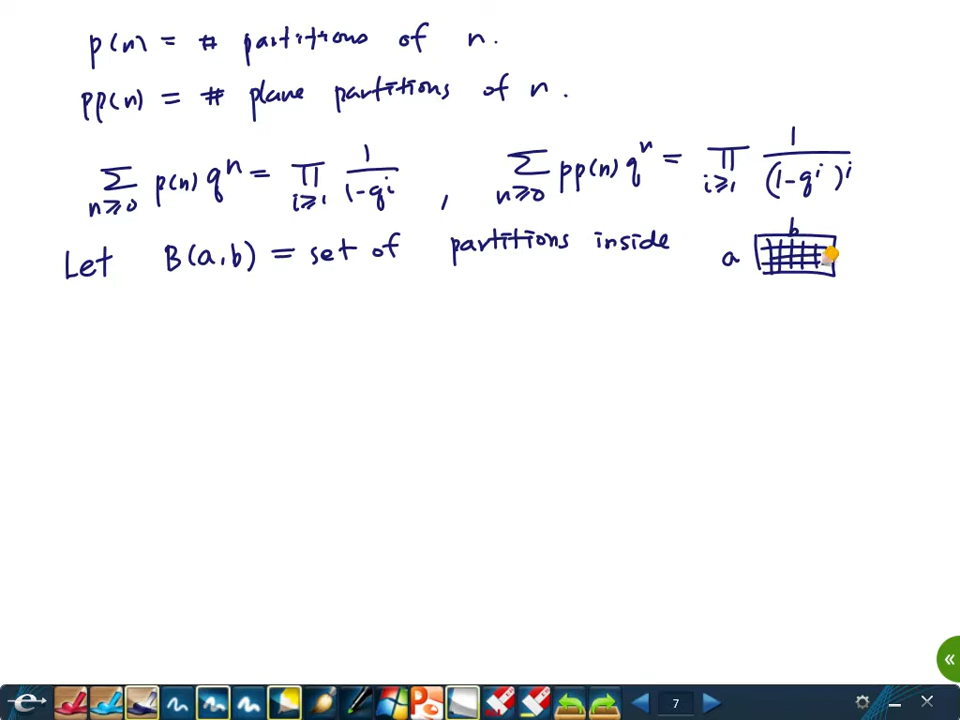 p(n) = # partitions of n.
pp(n) = # plane partitions of n.
∑_{n≥0} p(n) q^n = ∏_{i≥1} 1/(1-q^i) , ∑_{n≥0} pp(n) q^n = ∏_{i≥1} 1/(1-q^i)^i
Let B(a,b) = set of partitions inside a b
7